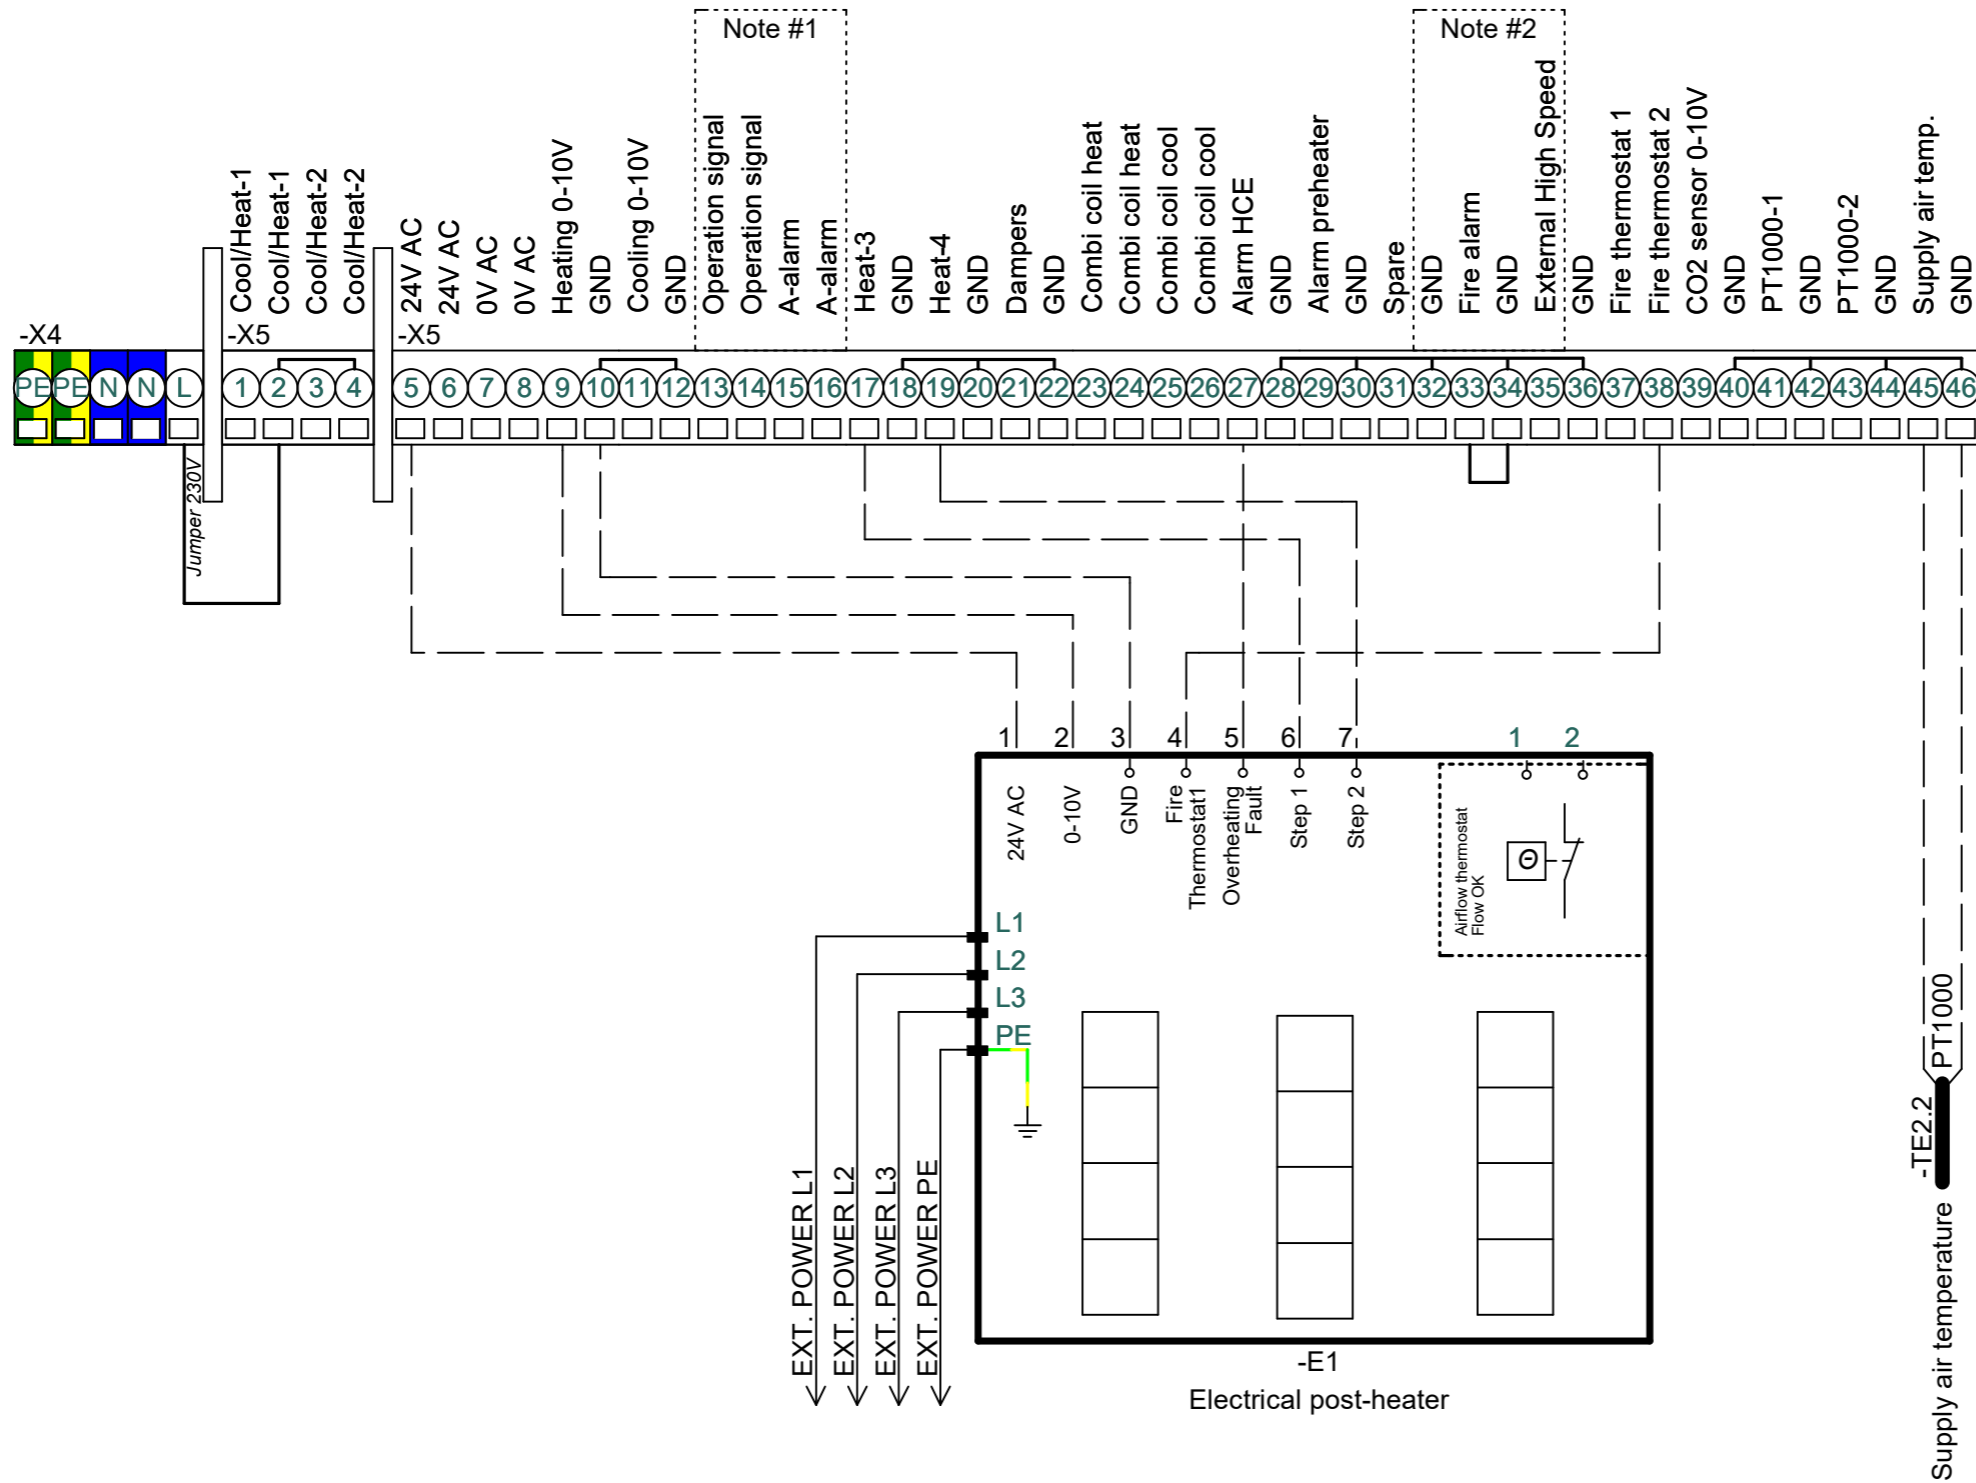 Note #1
Note #2
Cool/Heat-1
Cool/Heat-1
Cool/Heat-2
Cool/Heat-2
24V AC
24V AC
0V AC
0V AC
Heating 0-10V
GND
Cooling 0-10V
GND
Operation signal
Operation signal
A-alarm
A-alarm
Heat-3
GND
Heat-4
GND
Dampers
GND
Combi coil heat
Combi coil heat
Combi coil cool
Combi coil cool
Alarm HCE
GND
Alarm preheater
GND
Spare
GND
Fire alarm
GND
External High Speed
GND
Fire thermostat 1
Fire thermostat 2
CO2 sensor 0-10V
GND
PT1000-1
GND
PT1000-2
GND
Supply air temp.
GND
-X4 -X5 -X5
PE PE N N L 1 2 3 4 5 6 7 8 9 10 11 12 13 14 15 16 17 18 19 20 21 22 23 24 25 26 27 28 29 30 31 32 33 34 35 36 37 38 39 40 41 42 43 44 45 46
Jumper 230V
1 2 3 4 5 6 7 1 2
24V AC
0-10V
GND
Fire
Thermostat1
Overheating
Fault
Step 1
Step 2
Airflow thermostat
Flow OK
Θ
L1
L2
L3
PE
EXT. POWER L1
EXT. POWER L2
EXT. POWER L3
EXT. POWER PE
-E1
Electrical post-heater
PT1000
-TE2.2
Supply air temperature